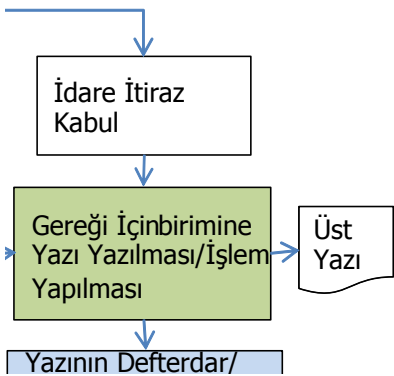 İdare İtiraz
Kabul
Gereği İçinbirimine
Yazı Yazılması/İşlem
Yapılması
Üst
Yazı
Yazının Defterdar/